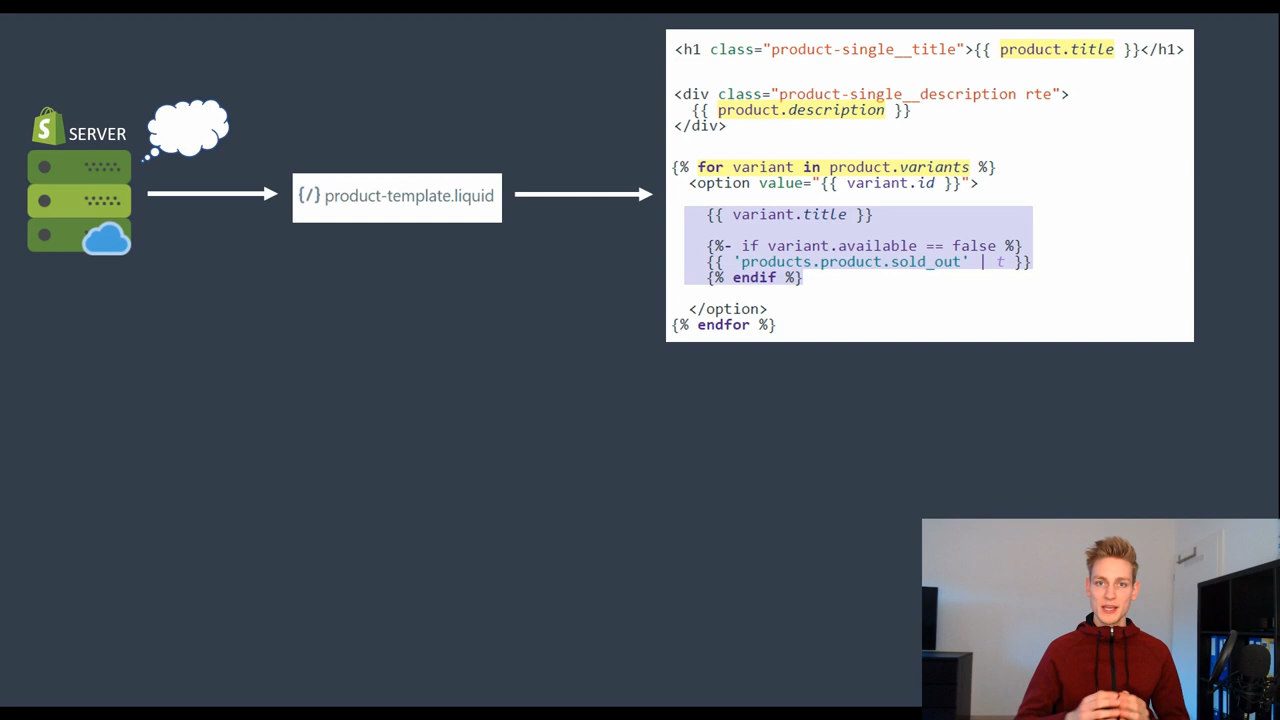 SERVER
{/} product-template.liquid
<h1 class="product-single__title">{{ product.title }}</h1>
<div class="product-single__description rte">
{{ product.description }}
</div>
{% for variant in product.variants %}
<option value="{{ variant.id }}">
{{ variant.title }}
{%- if variant.available == false %}
{{ 'products.product.sold_out' | t }}
{% endif %}
</option>
{% endfor %}